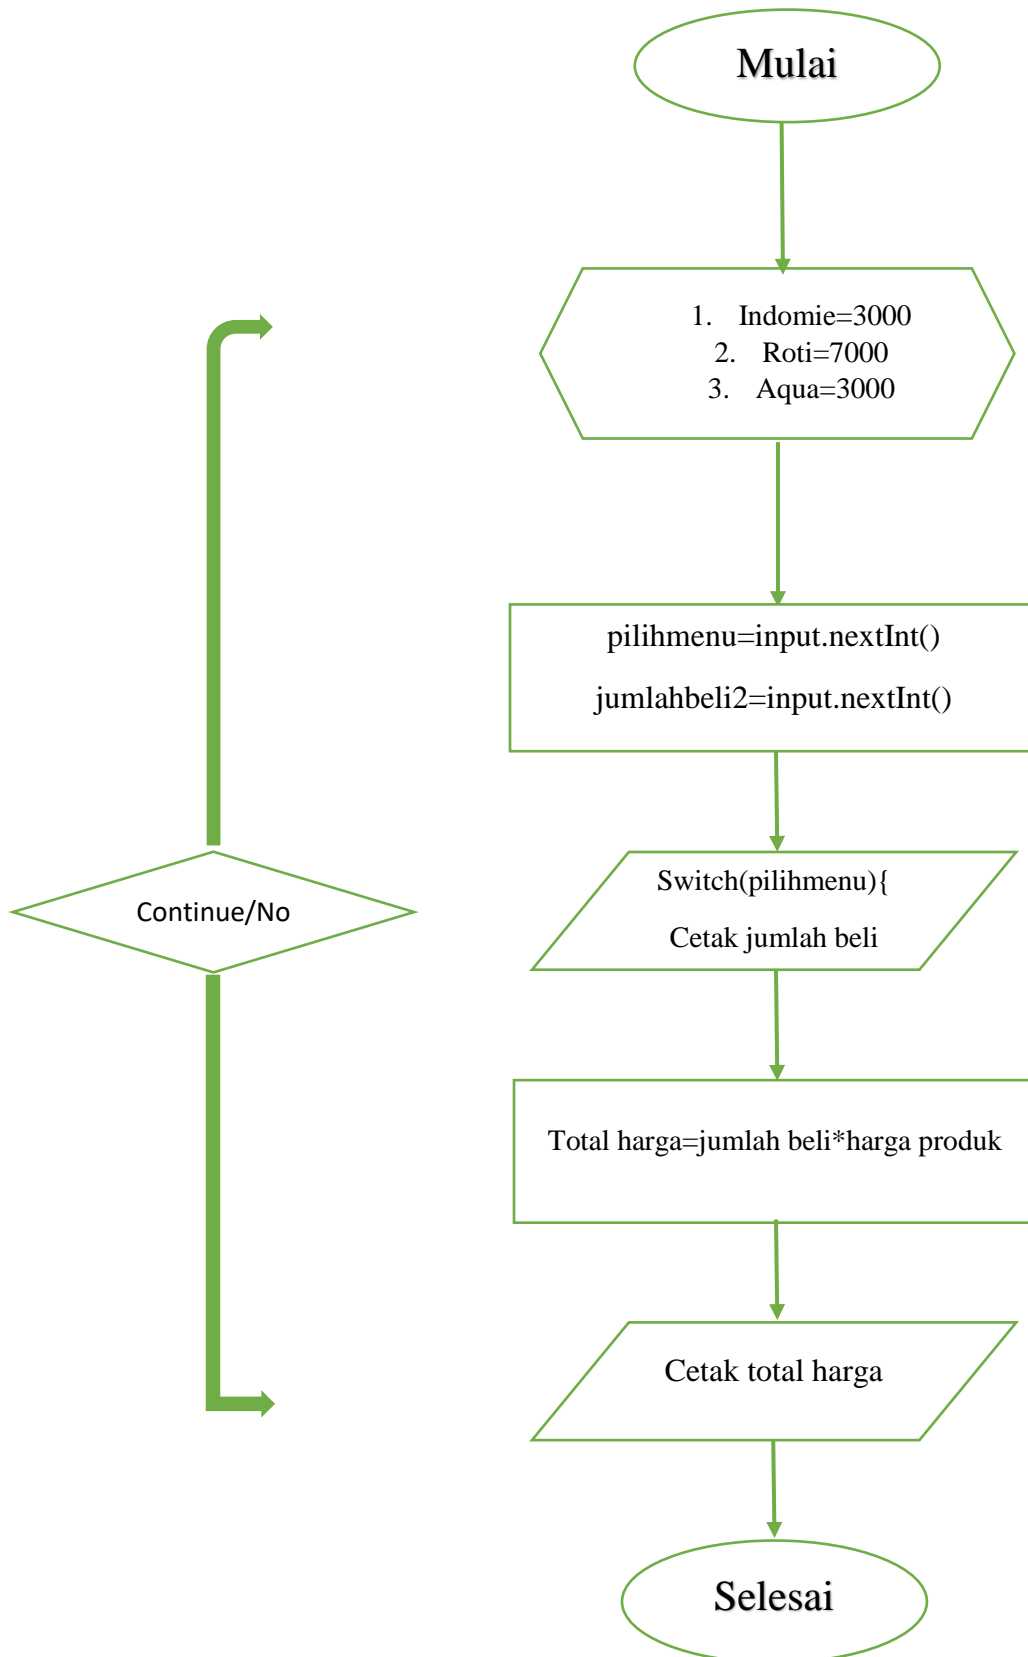 Mulai
1. Indomie=3000
2. Roti=7000
3. Aqua=3000
pilihmenu=input.nextInt()
jumlahbeli2=input.nextInt()
Continue/No
Switch(pilihmenu){
Cetak jumlah beli
Total harga=jumlah beli*harga produk
Cetak total harga
Selesai